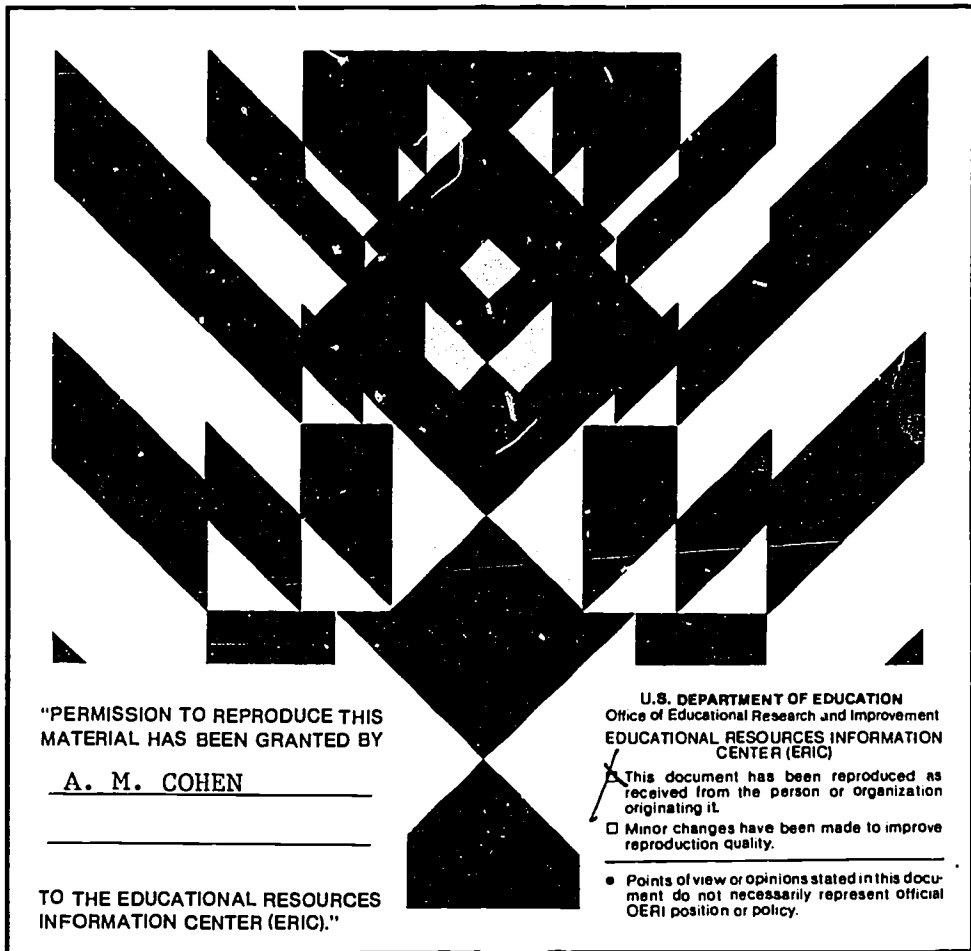 "PERMISSION TO REPRODUCE THIS
MATERIAL HAS BEEN GRANTED BY
A. M. COHEN
TO THE EDUCATIONAL RESOURCES
INFORMATION CENTER (ERIC)."
U.S. DEPARTMENT OF EDUCATION
Office of Educational Research and Improvement
EDUCATIONAL RESOURCES INFORMATION
CENTER (ERIC)
This document has been reproduced as
received from the person or organization
originating it.
□ Minor changes have been made to improve
reproduction quality.
• Points of view or opinions stated in this docu-
ment do not necessarily represent official
OERI position or policy.